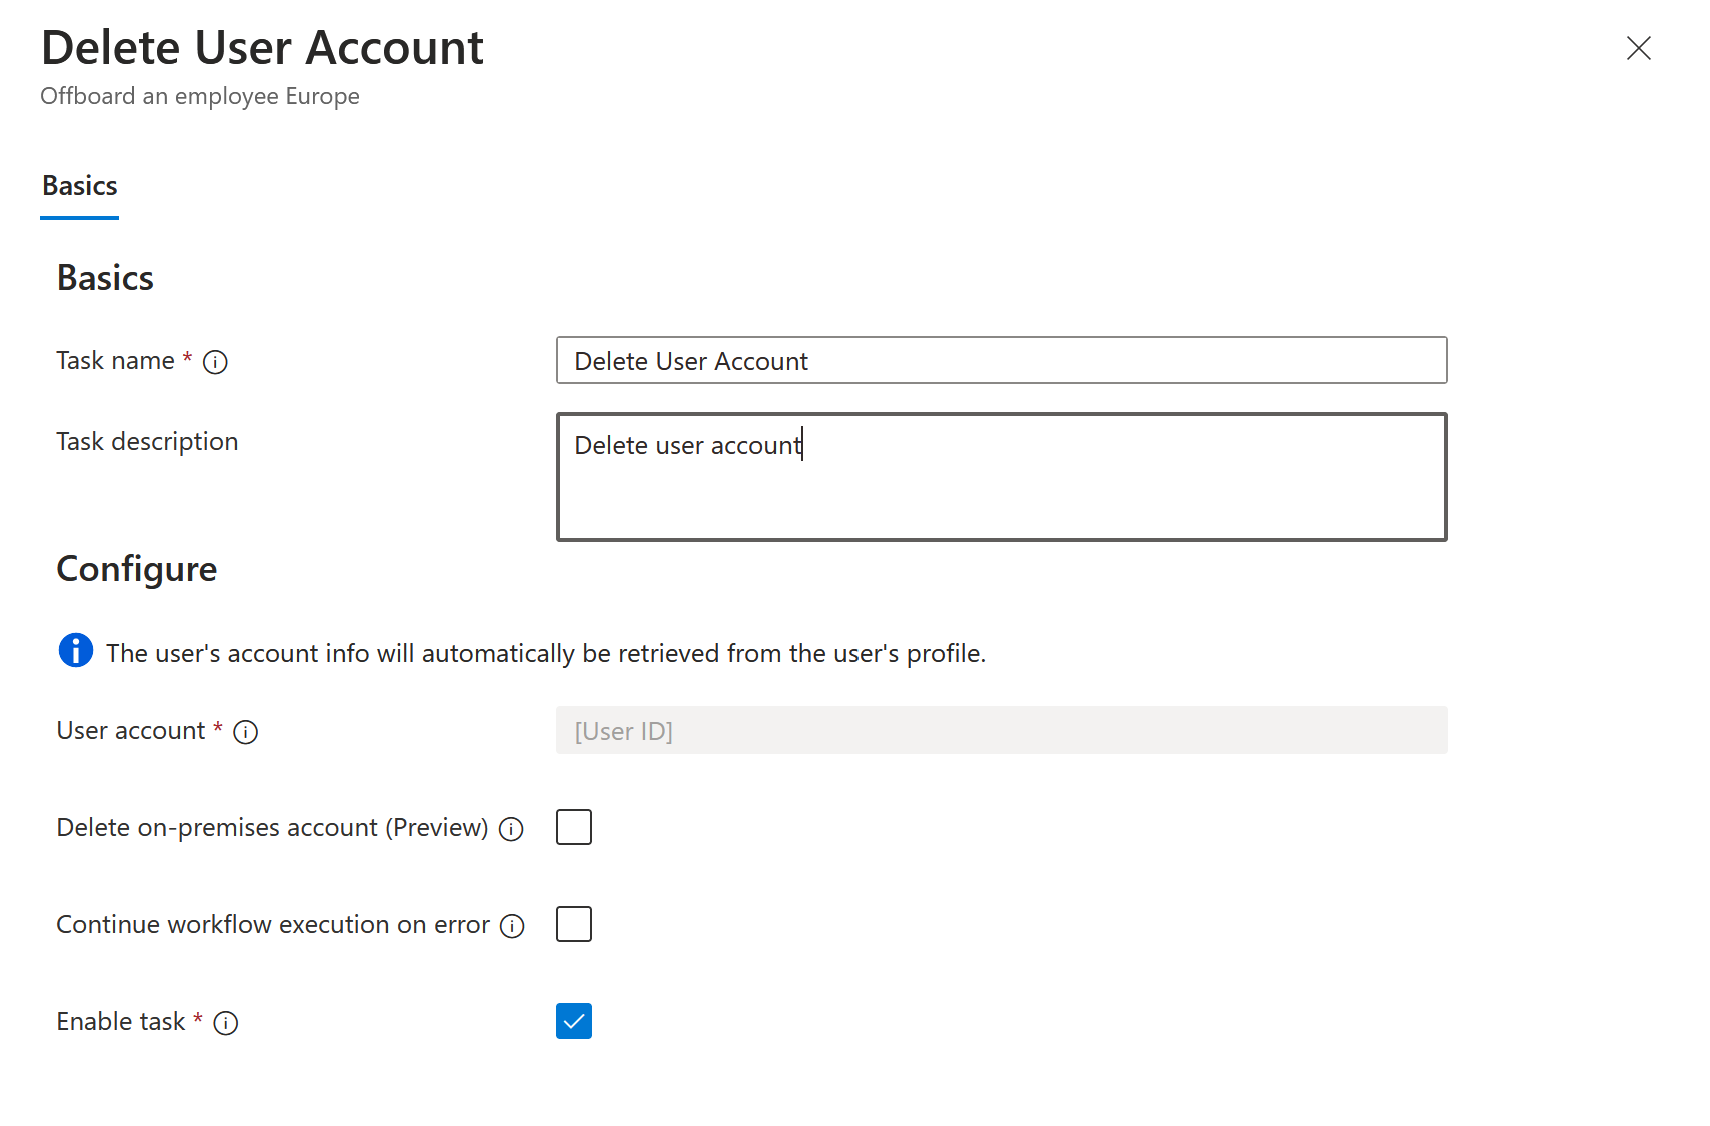 Delete User Account
Offboard an employee Europe
Basics
Basics
Task name *
Delete User Account
Task description
Delete user account
Configure
The user's account info will automatically be retrieved from the user's profile.
User account *
[User ID]
Delete on-premises account (Preview)
Continue workflow execution on error
Enable task *